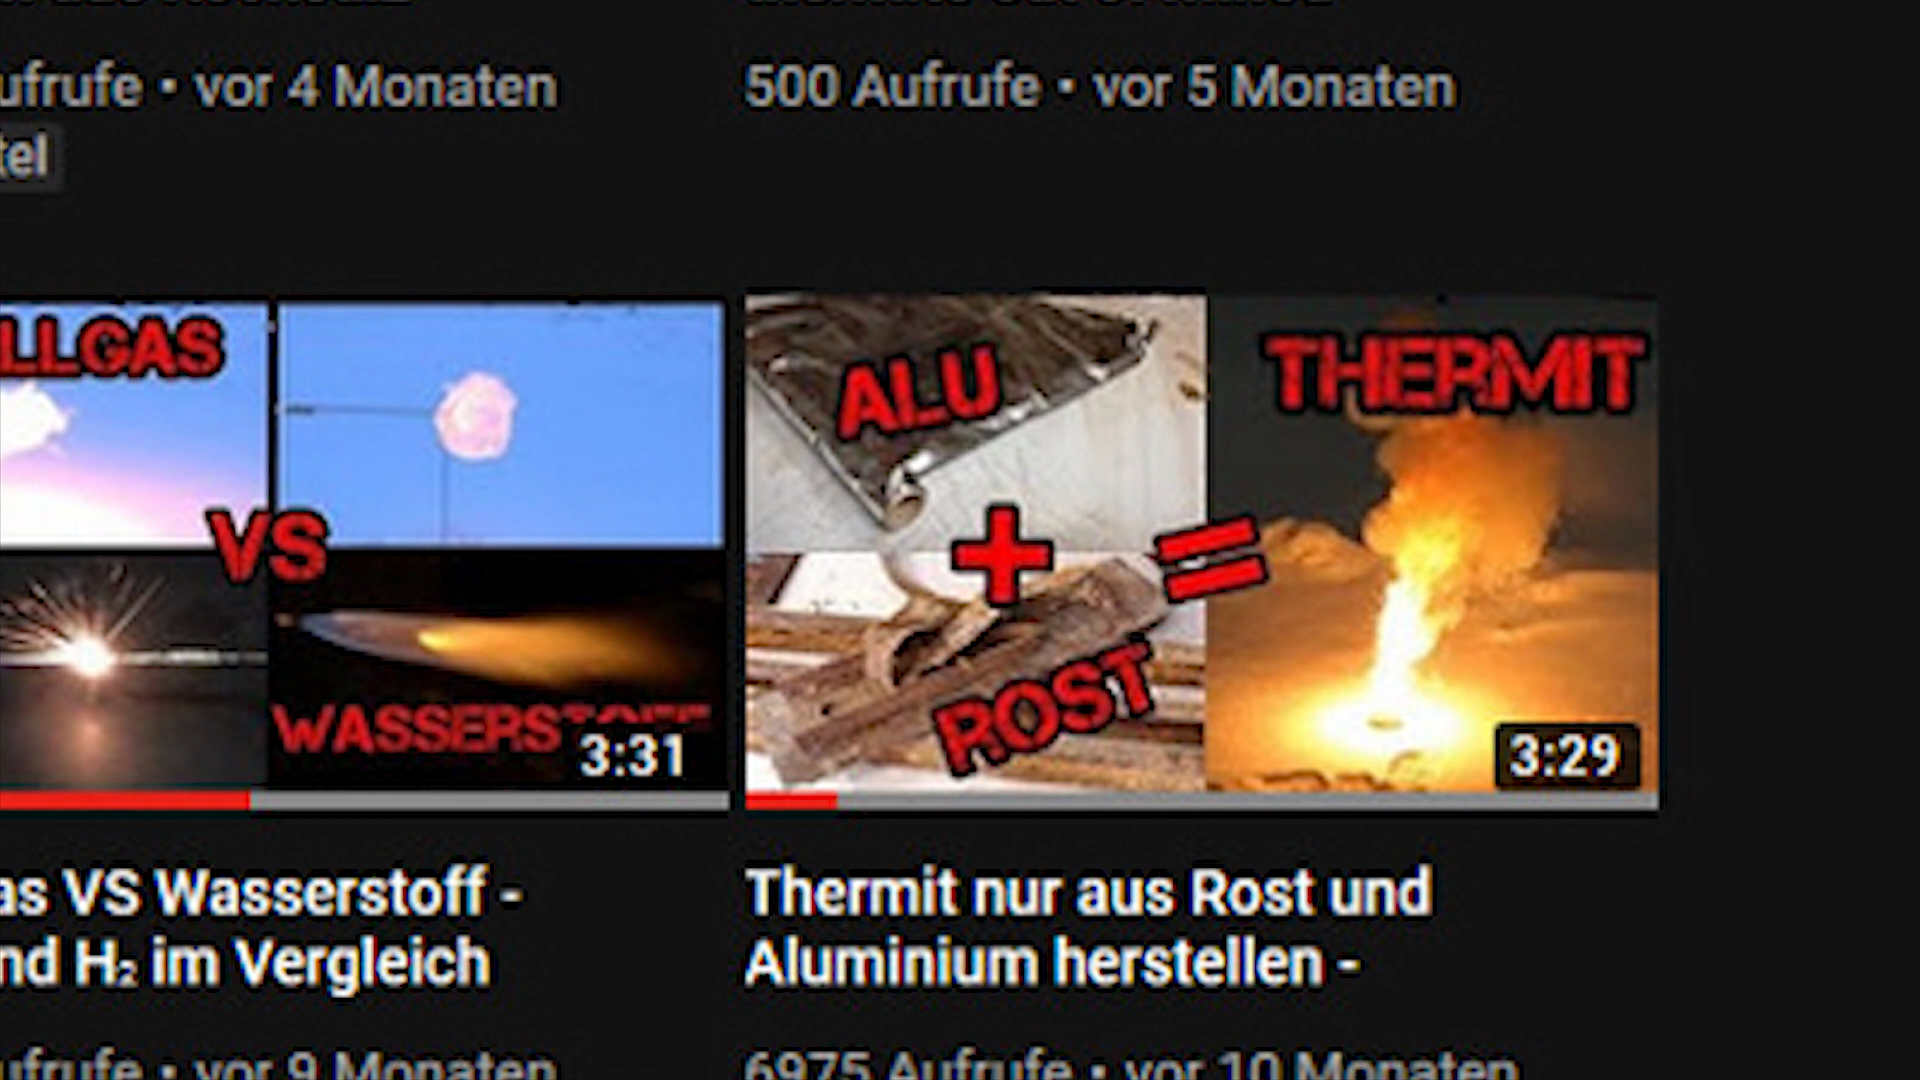 ufrufe • vor 4 Monaten
500 Aufrufe • vor 5 Monaten
tel
LLGAS
VS
WASSERSTOFF
3:31
ALU
+
ROST
=
THERMIT
3:29
as VS Wasserstoff -
nd H₂ im Vergleich
Thermit nur aus Rost und
Aluminium herstellen -
ufrufe • vor 9 Monaten
6975 Aufrufe • vor 10 Monaten